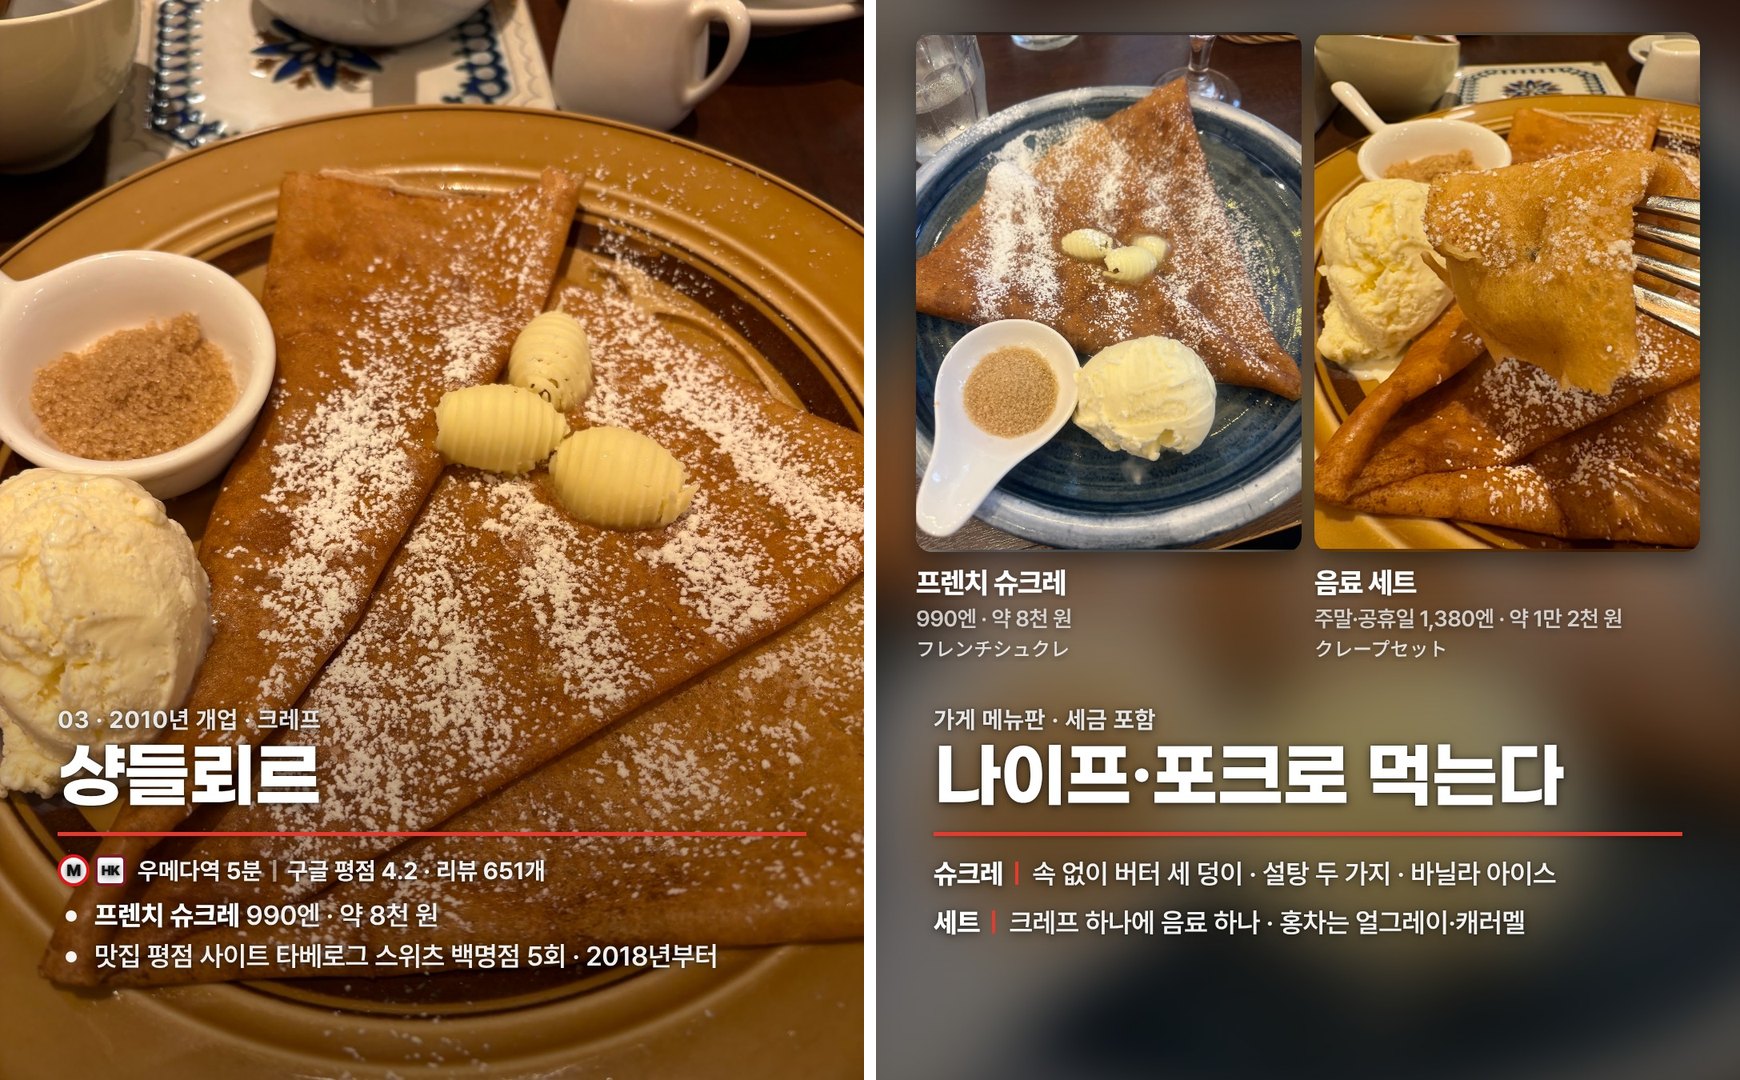 03 · 2010년 개업 · 크레프
샹들뢰르
M HK 우메다역 5분 | 구글 평점 4.2 · 리뷰 651개
• 프렌치 슈크레 990엔 · 약 8천 원
• 맛집 평점 사이트 타베로그 스위츠 백명점 5회 · 2018년부터
프렌치 슈크레
990엔 · 약 8천 원
フレンチシュクレ
음료 세트
주말·공휴일 1,380엔 · 약 1만 2천 원
クレープセット
가게 메뉴판 · 세금 포함
나이프·포크로 먹는다
슈크레 | 속 없이 버터 세 덩이 · 설탕 두 가지 · 바닐라 아이스
세트 | 크레프 하나에 음료 하나 · 홍차는 얼그레이·캐러멜